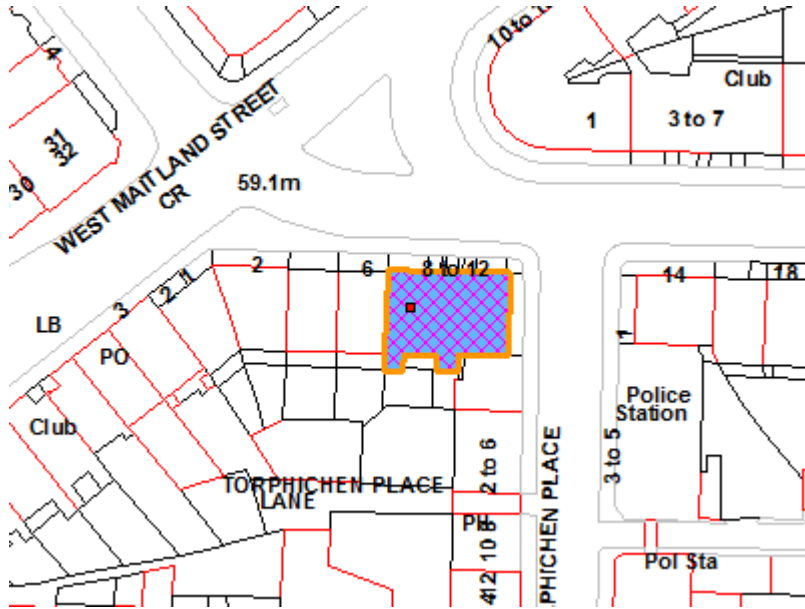 4
10 to 1
Club
31
32
1
3 to 7
30
WEST MAITLAND STREET
CR
59.1m
2
6
8 to 12
14
18
2
1
3
LB
PO
1
Club
Police
Station
3 to 5
2 to 6
TORPHICHEN PLACE
LANE
PHICHEN PLACE
PH
8
10
12
4
Pol Sta